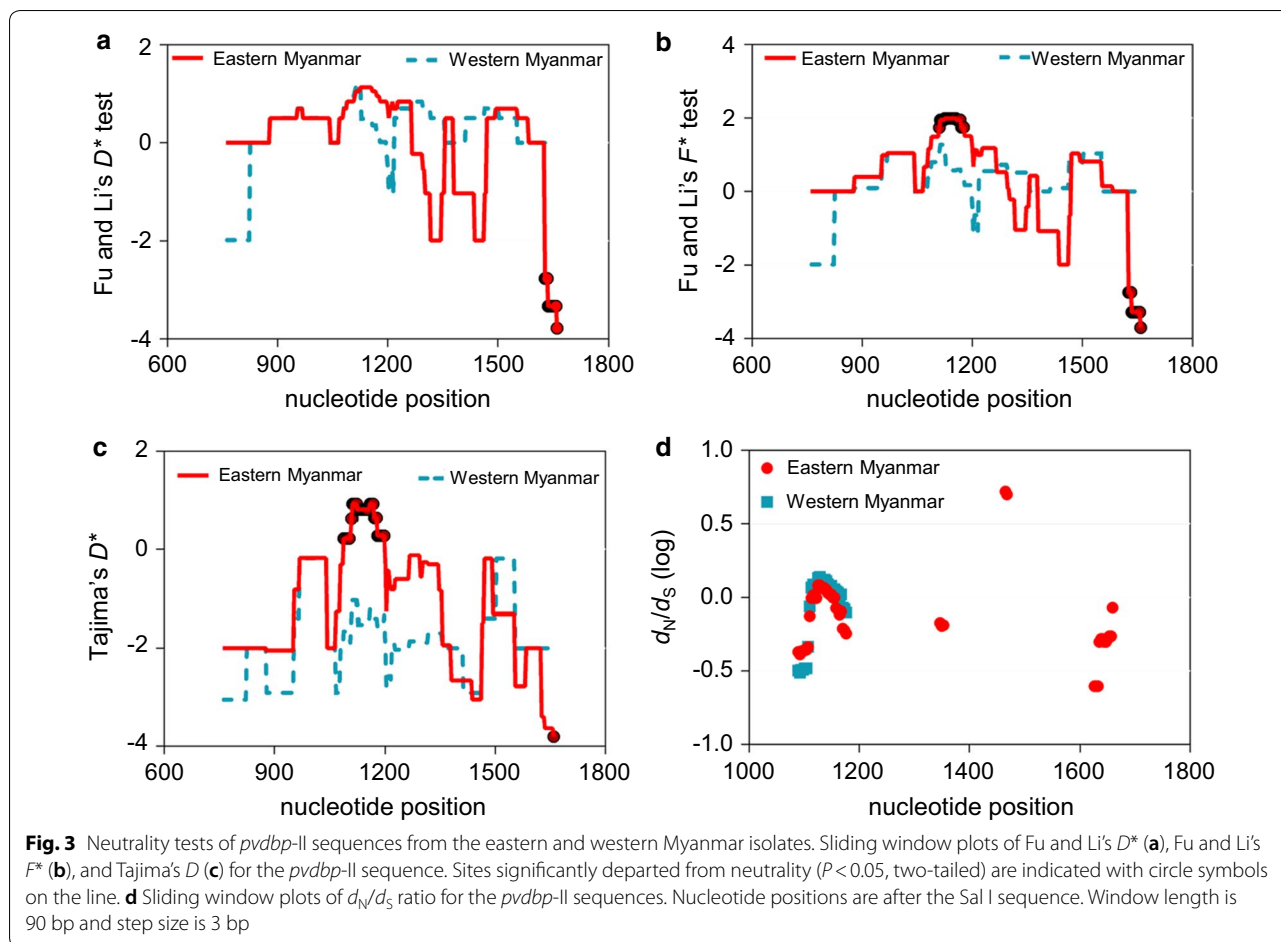 a
Fu and Li's D* test
2
0
-2
-4
Eastern Myanmar
Western Myanmar
600
900
1200
1500
1800
nucleotide position
b
Fu and Li's F* test
4
2
0
-2
-4
Eastern Myanmar
Western Myanmar
600
900
1200
1500
1800
nucleotide position
c
Tajima's D*
2
0
-2
-4
Eastern Myanmar
Western Myanmar
600
900
1200
1500
1800
nucleotide position
d
dN/dS (log)
1.0
0.5
0.0
-0.5
-1.0
Eastern Myanmar
Western Myanmar
1000
1200
1400
1600
1800
nucleotide position
Fig. 3 Neutrality tests of pvdbp-II sequences from the eastern and western Myanmar isolates. Sliding window plots of Fu and Li's D* (a), Fu and Li's
F* (b), and Tajima's D (c) for the pvdbp-II sequence. Sites significantly departed from neutrality (P < 0.05, two-tailed) are indicated with circle symbols
on the line. d Sliding window plots of dN/dS ratio for the pvdbp-II sequences. Nucleotide positions are after the Sal I sequence. Window length is
90 bp and step size is 3 bp